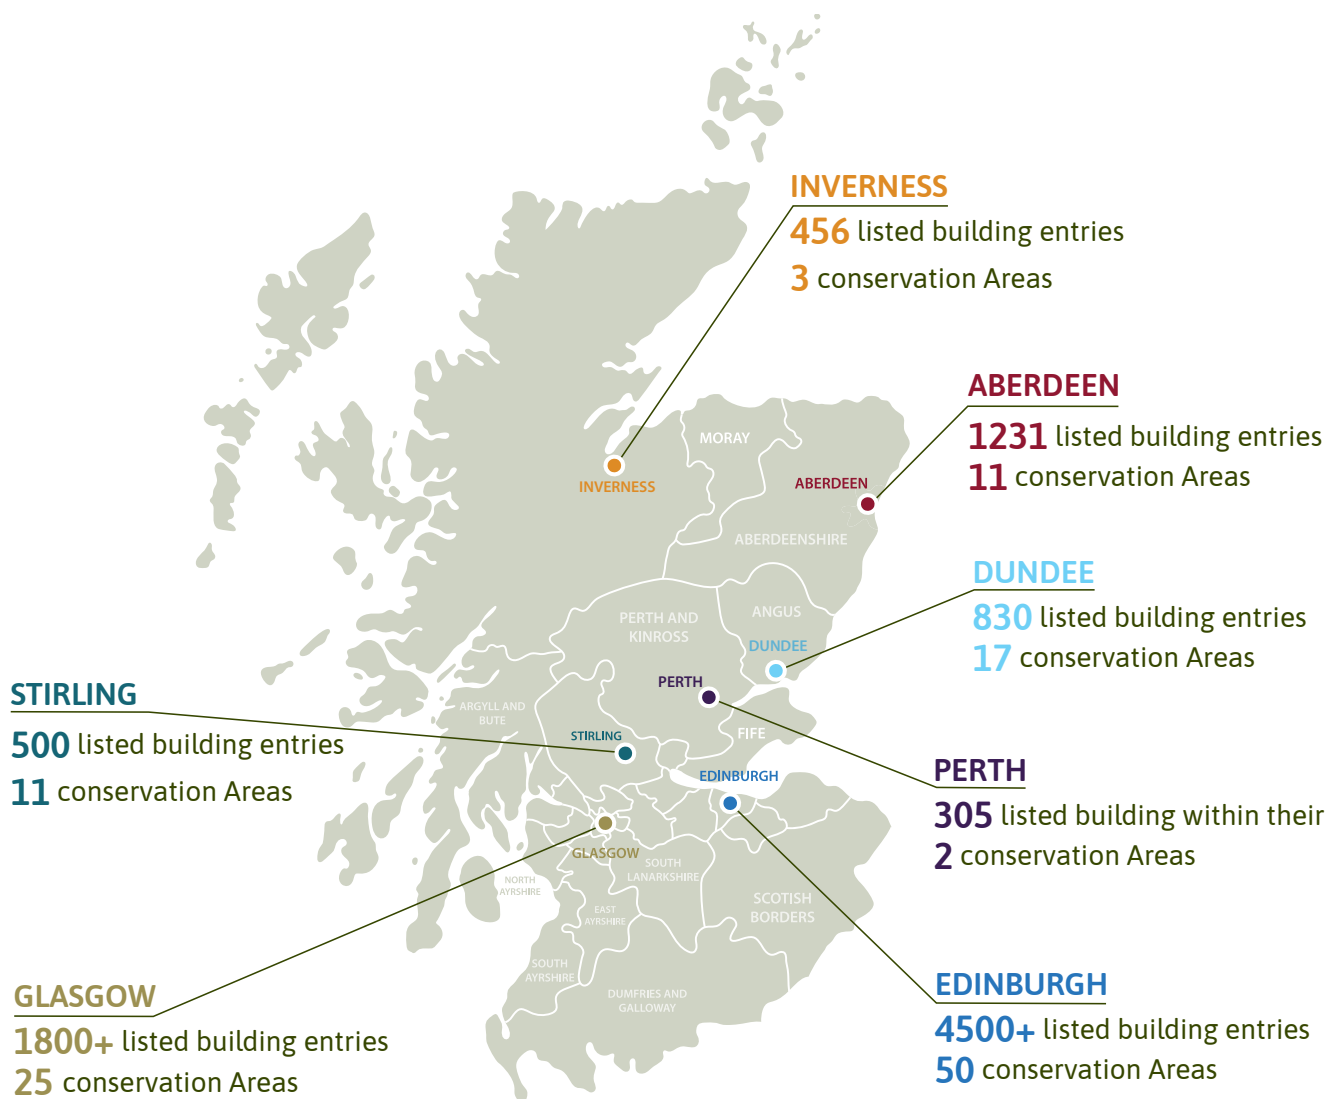 INVERNESS
456 listed building entries
3 conservation Areas
ABERDEEN
1231 listed building entries
11 conservation Areas
MORAY
ABERDEEN
INVERNESS
ABERDEENSHIRE
DUNDEE
830 listed building entries
17 conservation Areas
PERTH AND
KINROSS
ANGUS
DUNDEE
PERTH
STIRLING
500 listed building entries
11 conservation Areas
ARGYLL AND
BUTE
STIRLING
FIFE
EDINBURGH
PERTH
305 listed building within their
2 conservation Areas
GLASGOW
SOUTH
LANARKSHIRE
NORTH
AYRSHIRE
EAST
AYRSHIRE
SCOTISH
BORDERS
SOUTH
AYRSHIRE
DUMFRIES AND
GALLOWAY
GLASGOW
1800+ listed building entries
25 conservation Areas
EDINBURGH
4500+ listed building entries
50 conservation Areas